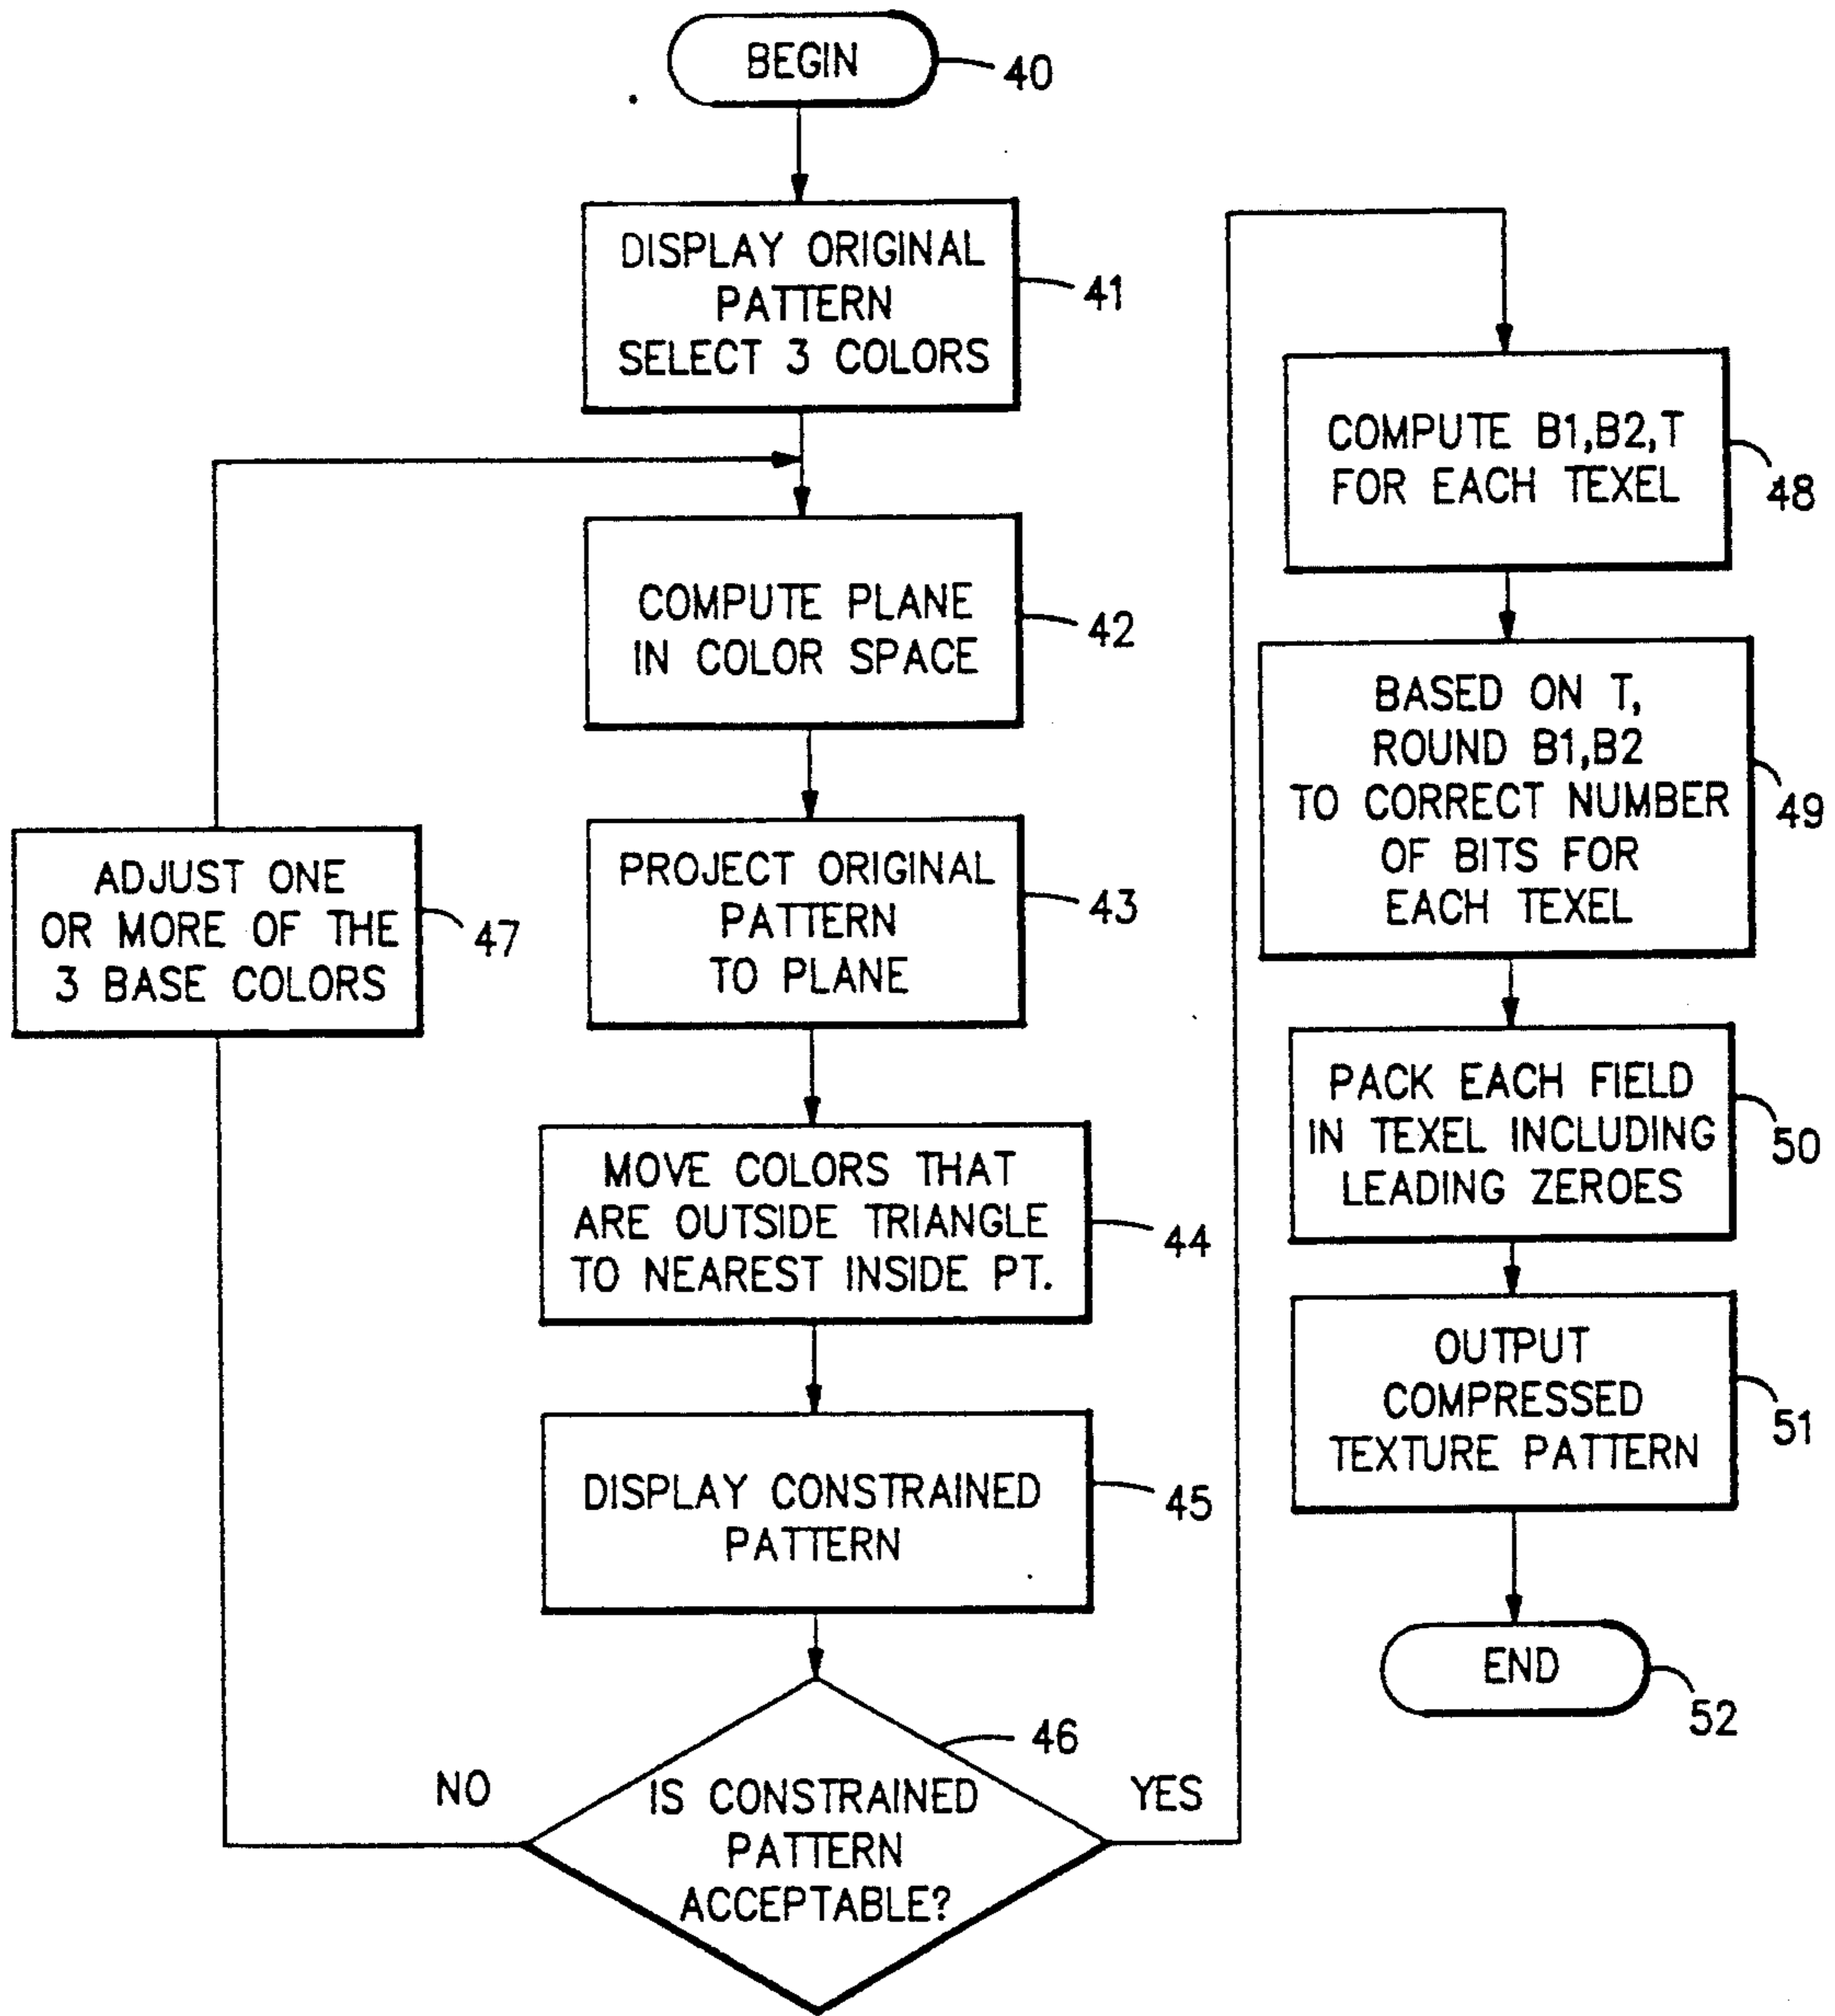 BEGIN
40
DISPLAY ORIGINAL
PATTERN
SELECT 3 COLORS
41
COMPUTE PLANE
IN COLOR SPACE
42
PROJECT ORIGINAL
PATTERN
TO PLANE
43
MOVE COLORS THAT
ARE OUTSIDE TRIANGLE
TO NEAREST INSIDE PT.
44
DISPLAY CONSTRAINED
PATTERN
45
IS CONSTRAINED
PATTERN
ACCEPTABLE?
46
NO
YES
ADJUST ONE
OR MORE OF THE
3 BASE COLORS
47
COMPUTE B1,B2,T
FOR EACH TEXEL
48
BASED ON T,
ROUND B1,B2
TO CORRECT NUMBER
OF BITS FOR
EACH TEXEL
49
PACK EACH FIELD
IN TEXEL INCLUDING
LEADING ZEROES
50
OUTPUT
COMPRESSED
TEXTURE PATTERN
51
END
52